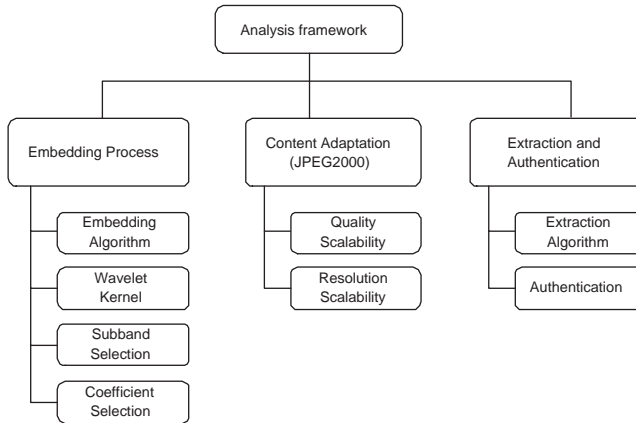 Analysis framework
Embedding Process
Content Adaptation
(JPEG2000)
Extraction and
Authentication
Embedding
Algorithm
Wavelet
Kernel
Subband
Selection
Coefficient
Selection
Quality
Scalability
Resolution
Scalability
Extraction
Algorithm
Authentication